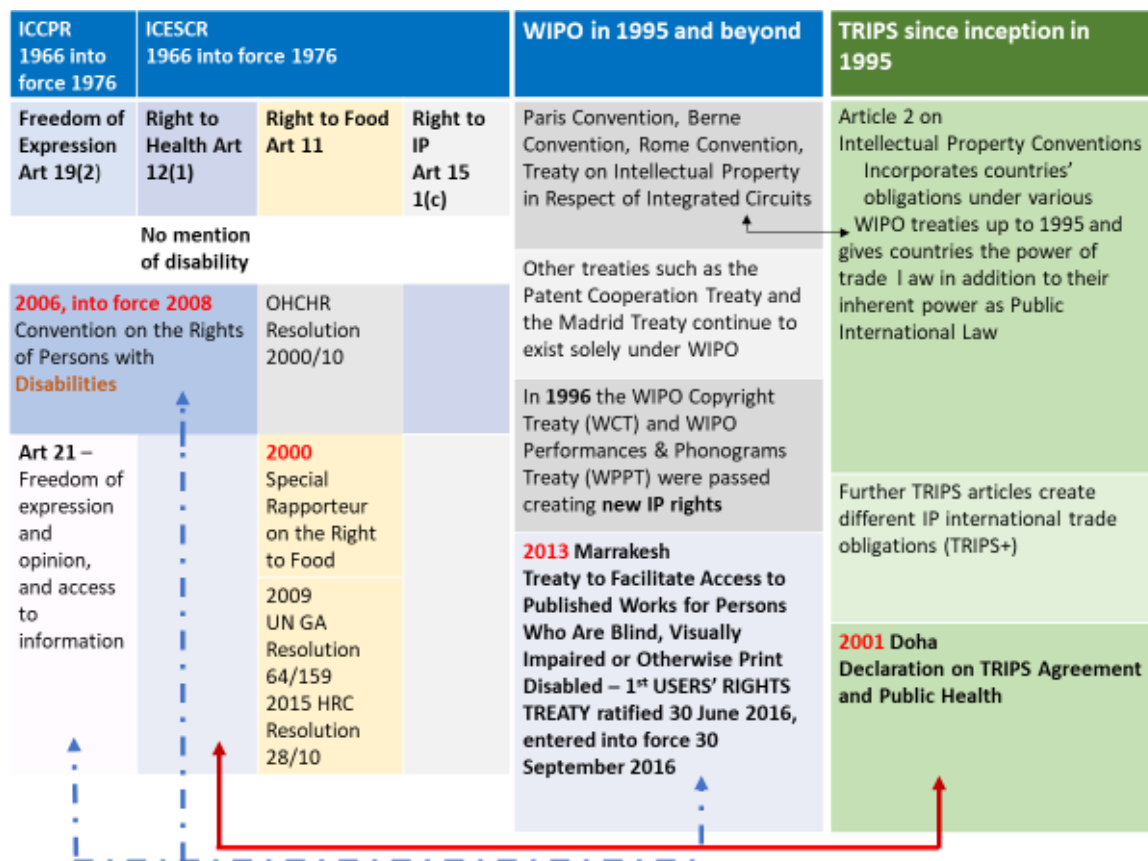 ICCPR
1966 into
force 1976
ICESCR
1966 into force 1976
WIPO in 1995 and beyond
TRIPS since inception in
1995
Freedom of
Expression
Art 19(2)
Right to
Health Art
12(1)
Right to Food
Art 11
Right to
IP
Art 15
1(c)
No mention
of disability
2006, into force 2008
Convention on the Rights
of Persons with
Disabilities
OHCHR
Resolution
2000/10
Art 21 –
Freedom of
expression
and
opinion,
and access
to
information
2000
Special
Rapporteur
on the Right
to Food
2009
UN GA
Resolution
64/159
2015 HRC
Resolution
28/10
Paris Convention, Berne
Convention, Rome Convention,
Treaty on Intellectual Property
in Respect of Integrated Circuits
Other treaties such as the
Patent Cooperation Treaty and
the Madrid Treaty continue to
exist solely under WIPO
In 1996 the WIPO Copyright
Treaty (WCT) and WIPO
Performances & Phonograms
Treaty (WPPT) were passed
creating new IP rights
2013 Marrakesh
Treaty to Facilitate Access to
Published Works for Persons
Who Are Blind, Visually
Impaired or Otherwise Print
Disabled – 1st USERS' RIGHTS
TREATY ratified 30 June 2016,
entered into force 30
September 2016
Article 2 on
Intellectual Property Conventions
Incorporates countries'
obligations under various
WIPO treaties up to 1995 and
gives countries the power of
trade l aw in addition to their
inherent power as Public
International Law
Further TRIPS articles create
different IP international trade
obligations (TRIPS+)
2001 Doha
Declaration on TRIPS Agreement
and Public Health